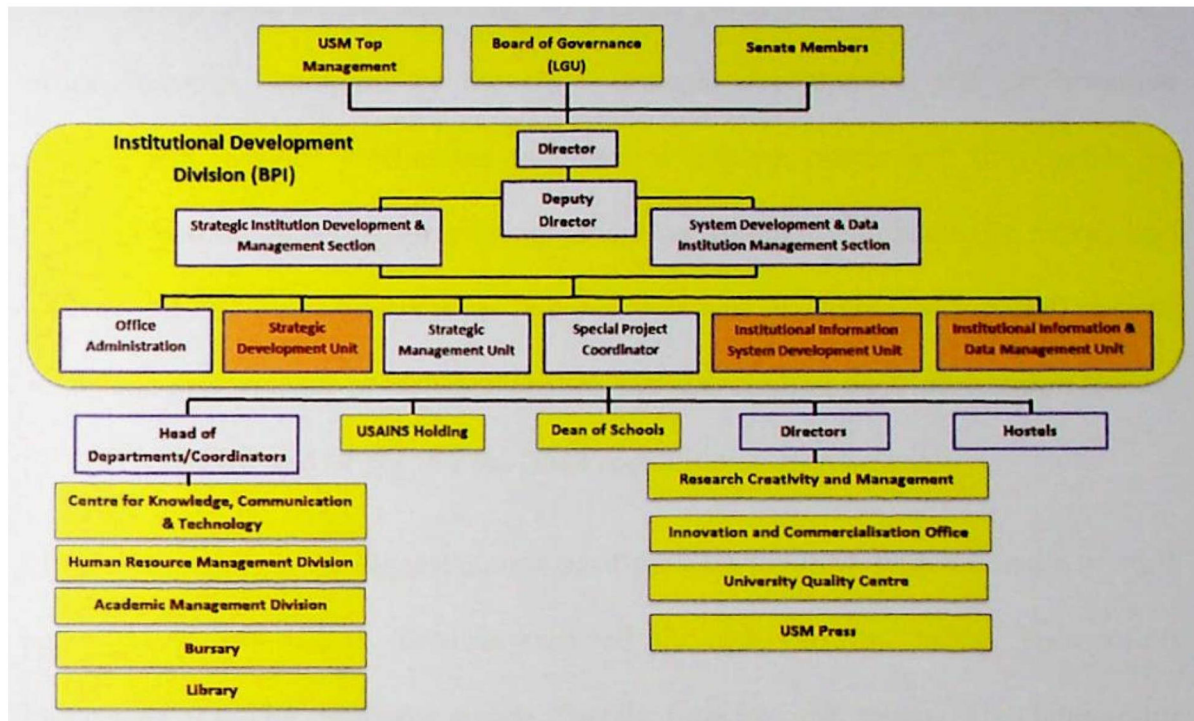 USM Top
Management
Board of Governance
(LGU)
Senate Members
Institutional Development
Division (BPI)
Director
Deputy
Director
Strategic Institution Development &
Management Section
System Development & Data
Institution Management Section
Office
Administration
Strategic
Development Unit
Strategic
Management Unit
Special Project
Coordinator
Institutional Information
System Development Unit
Institutional Information &
Data Management Unit
Head of
Departments/Coordinators
USAINS Holding
Dean of Schools
Directors
Hostels
Centre for Knowledge, Communication
& Technology
Human Resource Management Division
Academic Management Division
Bursary
Library
Research Creativity and Management
Innovation and Commercialisation Office
University Quality Centre
USM Press